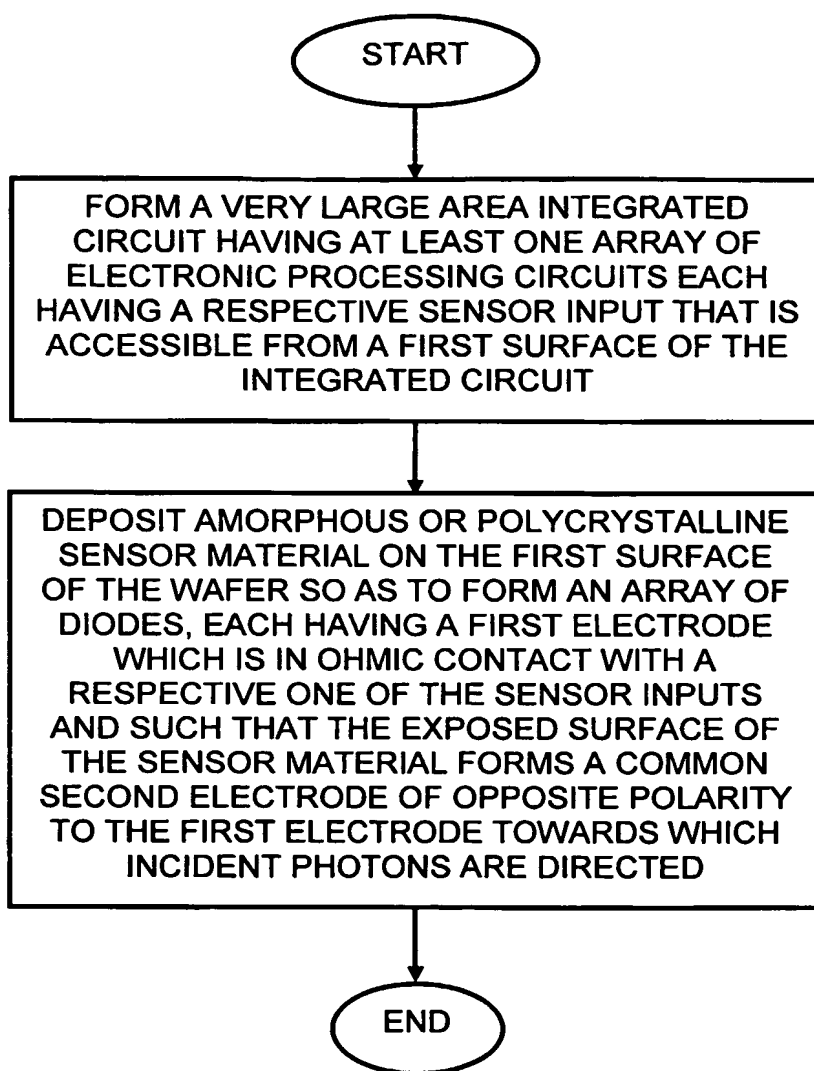 START
FORM A VERY LARGE AREA INTEGRATED
CIRCUIT HAVING AT LEAST ONE ARRAY OF
ELECTRONIC PROCESSING CIRCUITS EACH
HAVING A RESPECTIVE SENSOR INPUT THAT IS
ACCESSIBLE FROM A FIRST SURFACE OF THE
INTEGRATED CIRCUIT
DEPOSIT AMORPHOUS OR POLYCRYSTALLINE
SENSOR MATERIAL ON THE FIRST SURFACE
OF THE WAFER SO AS TO FORM AN ARRAY OF
DIODES, EACH HAVING A FIRST ELECTRODE
WHICH IS IN OHMIC CONTACT WITH A
RESPECTIVE ONE OF THE SENSOR INPUTS
AND SUCH THAT THE EXPOSED SURFACE OF
THE SENSOR MATERIAL FORMS A COMMON
SECOND ELECTRODE OF OPPOSITE POLARITY
TO THE FIRST ELECTRODE TOWARDS WHICH
INCIDENT PHOTONS ARE DIRECTED
END